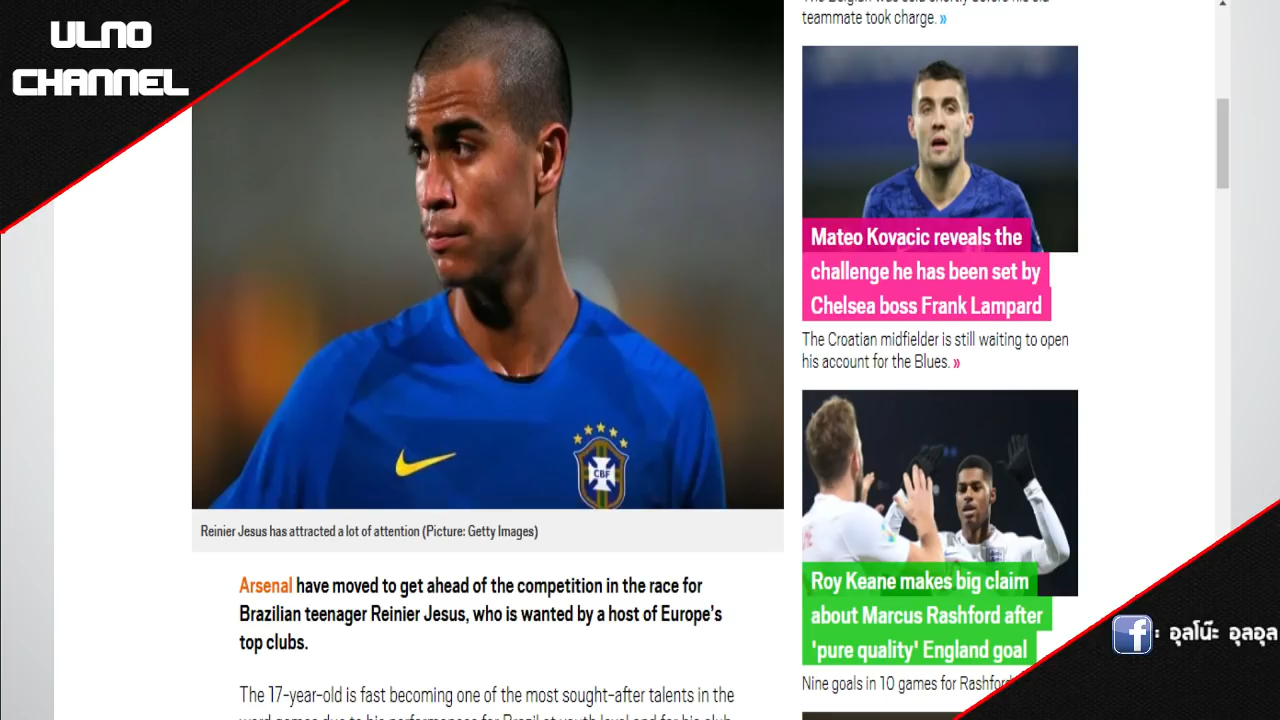 ULNO
CHANNEL
teammate took charge. »
Mateo Kovacic reveals the
challenge he has been set by
Chelsea boss Frank Lampard
The Croatian midfielder is still waiting to open
his account for the Blues. »
CBF
Reinier Jesus has attracted a lot of attention (Picture: Getty Images)
Arsenal have moved to get ahead of the competition in the race for
Brazilian teenager Reinier Jesus, who is wanted by a host of Europe's
top clubs.
The 17-year-old is fast becoming one of the most sought-after talents in the
Roy Keane makes big claim
about Marcus Rashford after
'pure quality' England goal
Nine goals in 10 games for Rashford
f : อุลโน๊ะ อุลอุล